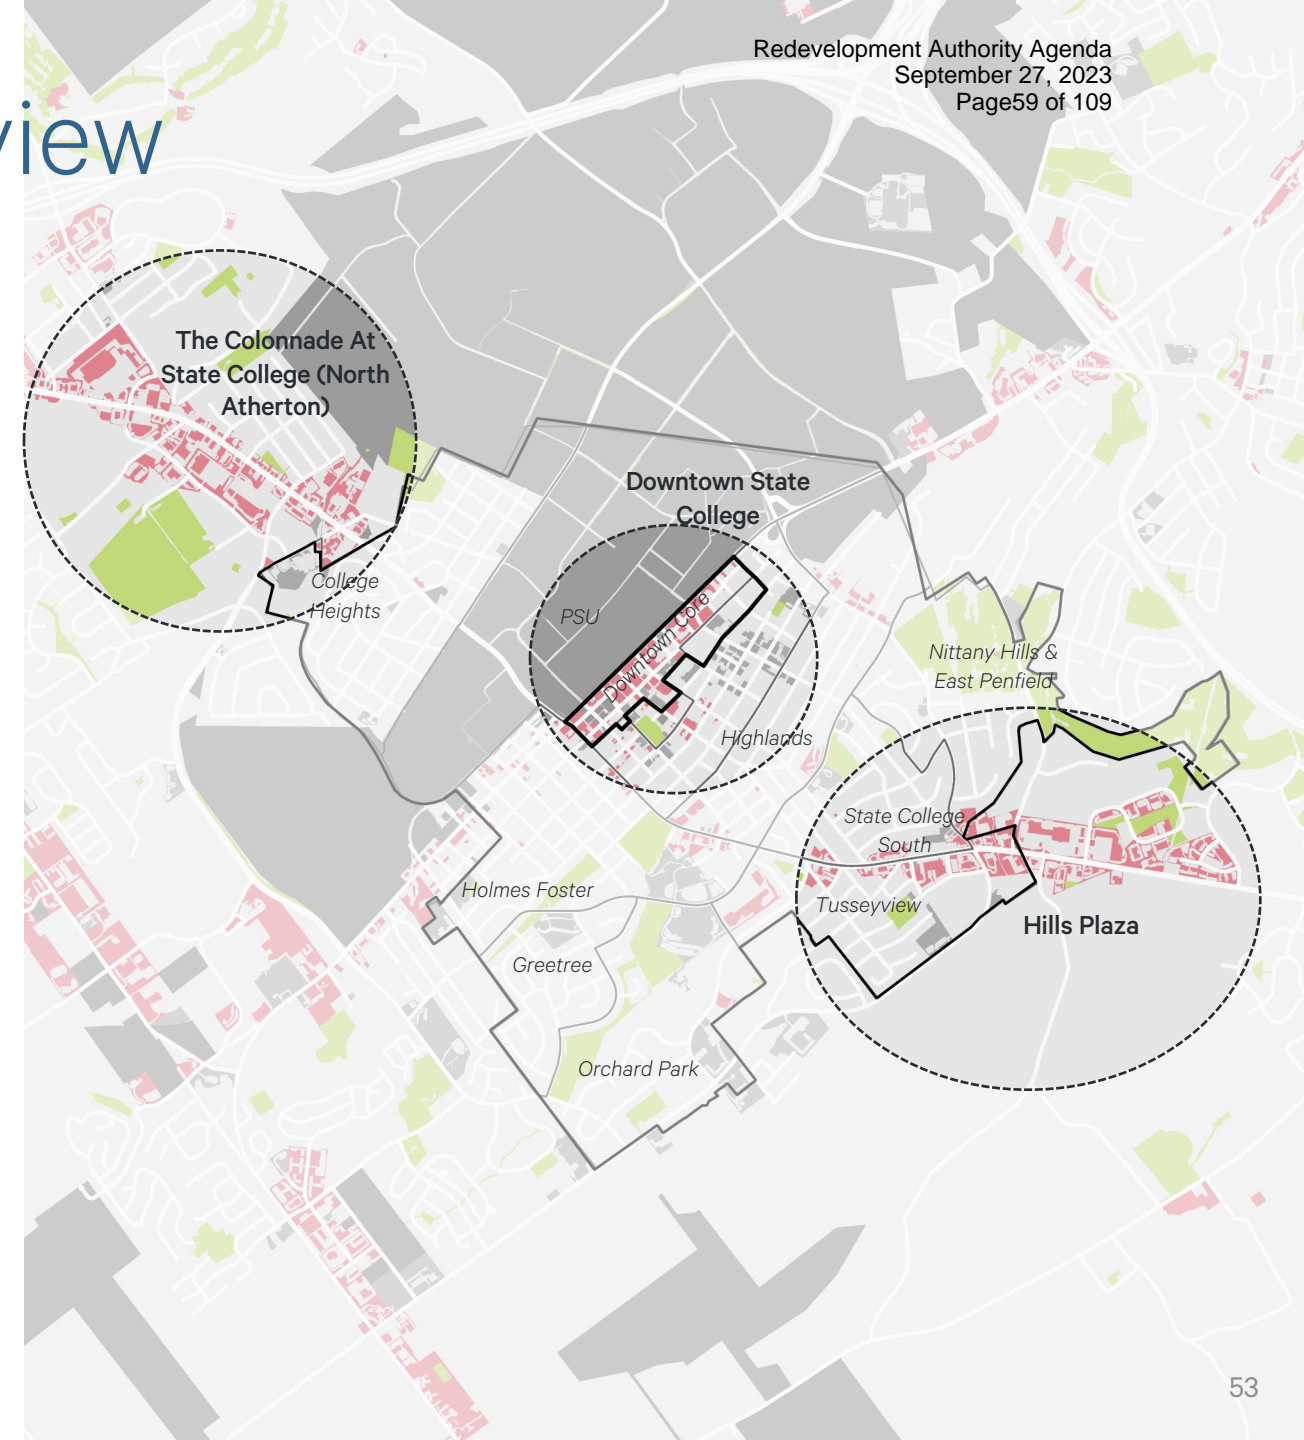 Redevelopment Authority Agenda
September 27, 2023
Page59 of 109
view
The Colonnade At
State College (North
Atherton)
Downtown State
College
College
Heights
PSU
Downtown Core
Nittany Hills &
East Penfield
Highlands
State College
South
Holmes Foster
Tusseyview
Hills Plaza
Greetree
Orchard Park
53